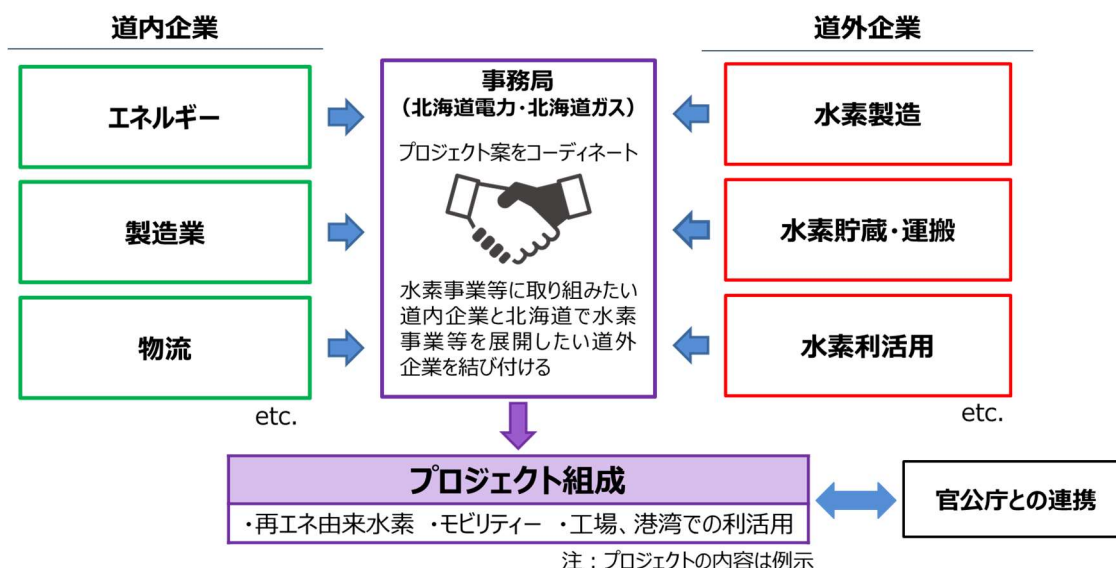 道内企業
エネルギー
製造業
物流
etc.
事務局
（北海道電力・北海道ガス）
プロジェクト案をコーディネート
水素事業等に取り組みたい
道内企業と北海道で水素
事業等を展開したい道外
企業を結び付ける
道外企業
水素製造
水素貯蔵・運搬
水素利活用
etc.
プロジェクト組成
・再エネ由来水素 ・モビリティー ・工場、港湾での利活用
官公庁との連携
注：プロジェクトの内容は例示